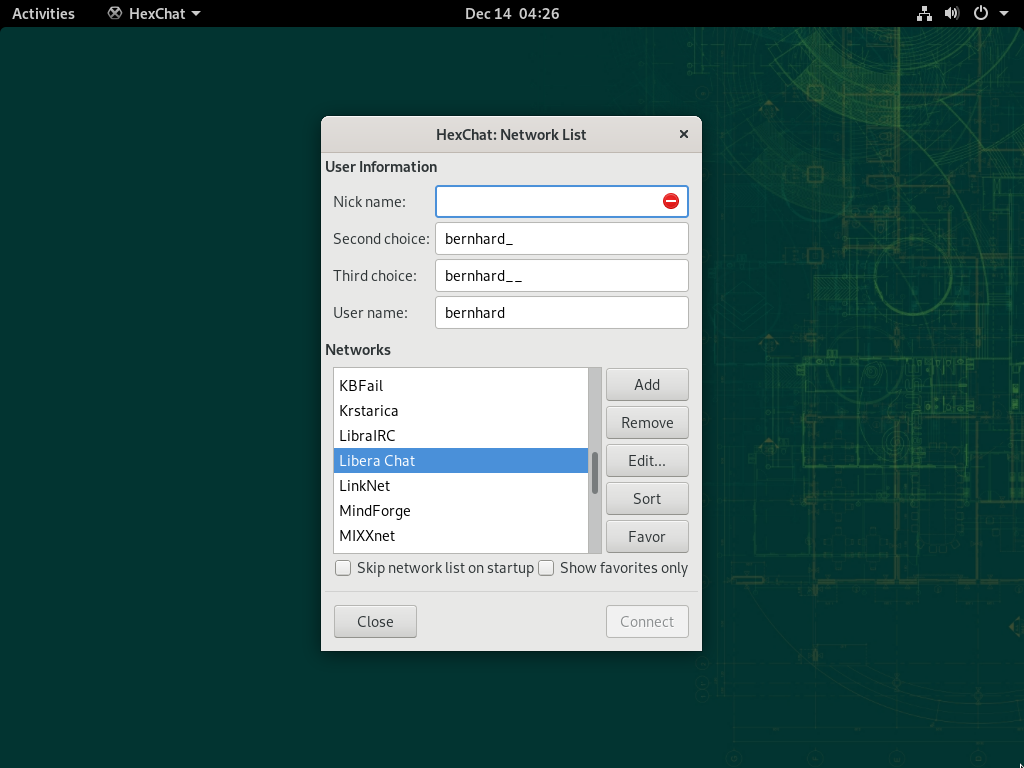 Activities HexChat Dec 14 04:26
HexChat: Network List
User Information
Nick name:
Second choice: bernhard_
Third choice: bernhard__
User name: bernhard
Networks
KBFail
Krstarica
LibraIRC
Libera Chat
LinkNet
MindForge
MIXXnet
Add
Remove
Edit...
Sort
Favor
Skip network list on startup Show favorites only
Close Connect